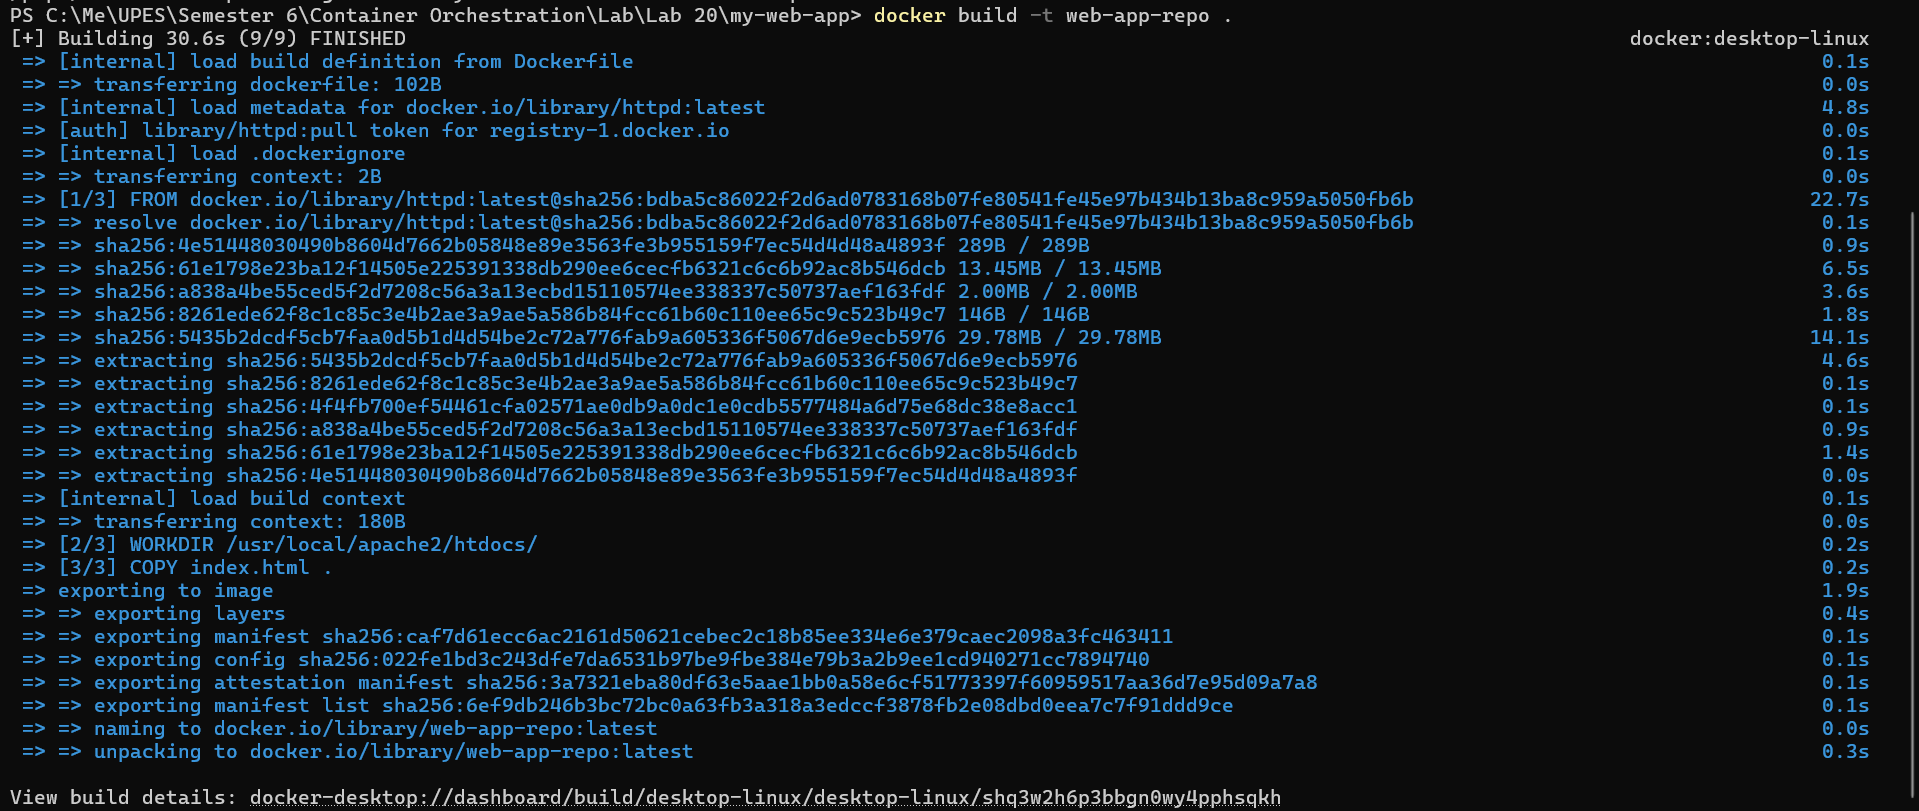 PS C:\Me\UPES\Semester 6\Container Orchestration\Lab\Lab 20\my-web-app> docker build -t web-app-repo .
[+] Building 30.6s (9/9) FINISHED docker:desktop-linux
=> [internal] load build definition from Dockerfile 0.1s
=> => transferring dockerfile: 102B 0.0s
=> [internal] load metadata for docker.io/library/httpd:latest 4.8s
=> [auth] library/httpd:pull token for registry-1.docker.io 0.0s
=> [internal] load .dockerignore 0.1s
=> => transferring context: 2B 0.0s
=> [1/3] FROM docker.io/library/httpd:latest@sha256:bdba5c86022f2d6ad0783168b07fe80541fe45e97b434b13ba8c959a5050fb6b 22.7s
=> => resolve docker.io/library/httpd:latest@sha256:bdba5c86022f2d6ad0783168b07fe80541fe45e97b434b13ba8c959a5050fb6b 0.1s
=> => sha256:4e51448030490b8604d7662b05848e89e3563fe3b955159f7ec54d4d48a4893f 289B / 289B 0.9s
=> => sha256:61e1798e23ba12f14505e225391338db290ee6cecfb6321c6c6b92ac8b546dcb 13.45MB / 13.45MB 6.5s
=> => sha256:a838a4be55ced5f2d7208c56a3a13ecbd15110574ee338337c50737aef163fdf 2.00MB / 2.00MB 3.6s
=> => sha256:8261ede62f8c1c85c3e4b2ae3a9ae5a586b84fcc61b60c110ee65c9c523b49c7 146B / 146B 1.8s
=> => sha256:5435b2dcdf5cb7faa0d5b1d4d54be2c72a776fab9a605336f5067d6e9ecb5976 29.78MB / 29.78MB 14.1s
=> => extracting sha256:5435b2dcdf5cb7faa0d5b1d4d54be2c72a776fab9a605336f5067d6e9ecb5976 4.6s
=> => extracting sha256:8261ede62f8c1c85c3e4b2ae3a9ae5a586b84fcc61b60c110ee65c9c523b49c7 0.1s
=> => extracting sha256:4f4fb700ef54461cfa02571ae0db9a0dc1e0cdb5577484a6d75e68dc38e8acc1 0.1s
=> => extracting sha256:a838a4be55ced5f2d7208c56a3a13ecbd15110574ee338337c50737aef163fdf 0.9s
=> => extracting sha256:61e1798e23ba12f14505e225391338db290ee6cecfb6321c6c6b92ac8b546dcb 1.4s
=> => extracting sha256:4e51448030490b8604d7662b05848e89e3563fe3b955159f7ec54d4d48a4893f 0.0s
=> [internal] load build context 0.1s
=> => transferring context: 180B 0.0s
=> [2/3] WORKDIR /usr/local/apache2/htdocs/ 0.2s
=> [3/3] COPY index.html . 0.2s
=> exporting to image 1.9s
=> => exporting layers 0.4s
=> => exporting manifest sha256:caf7d61ecc6ac2161d50621cebec2c18b85ee334e6e379caec2098a3fc463411 0.1s
=> => exporting config sha256:022fe1bd3c243dfe7da6531b97be9fbe384e79b3a2b9ee1cd940271cc7894740 0.1s
=> => exporting attestation manifest sha256:3a7321eba80df63e5aae1bb0a58e6cf51773397f60959517aa36d7e95d09a7a8 0.1s
=> => exporting manifest list sha256:6ef9db246b3bc72bc0a63fb3a318a3edccf3878fb2e08dbd0eea7c7f91ddd9ce 0.1s
=> => naming to docker.io/library/web-app-repo:latest 0.0s
=> => unpacking to docker.io/library/web-app-repo:latest 0.3s
View build details: docker-desktop://dashboard/build/desktop-linux/desktop-linux/shq3w2h6p3bbgn0wy4pphsqkh